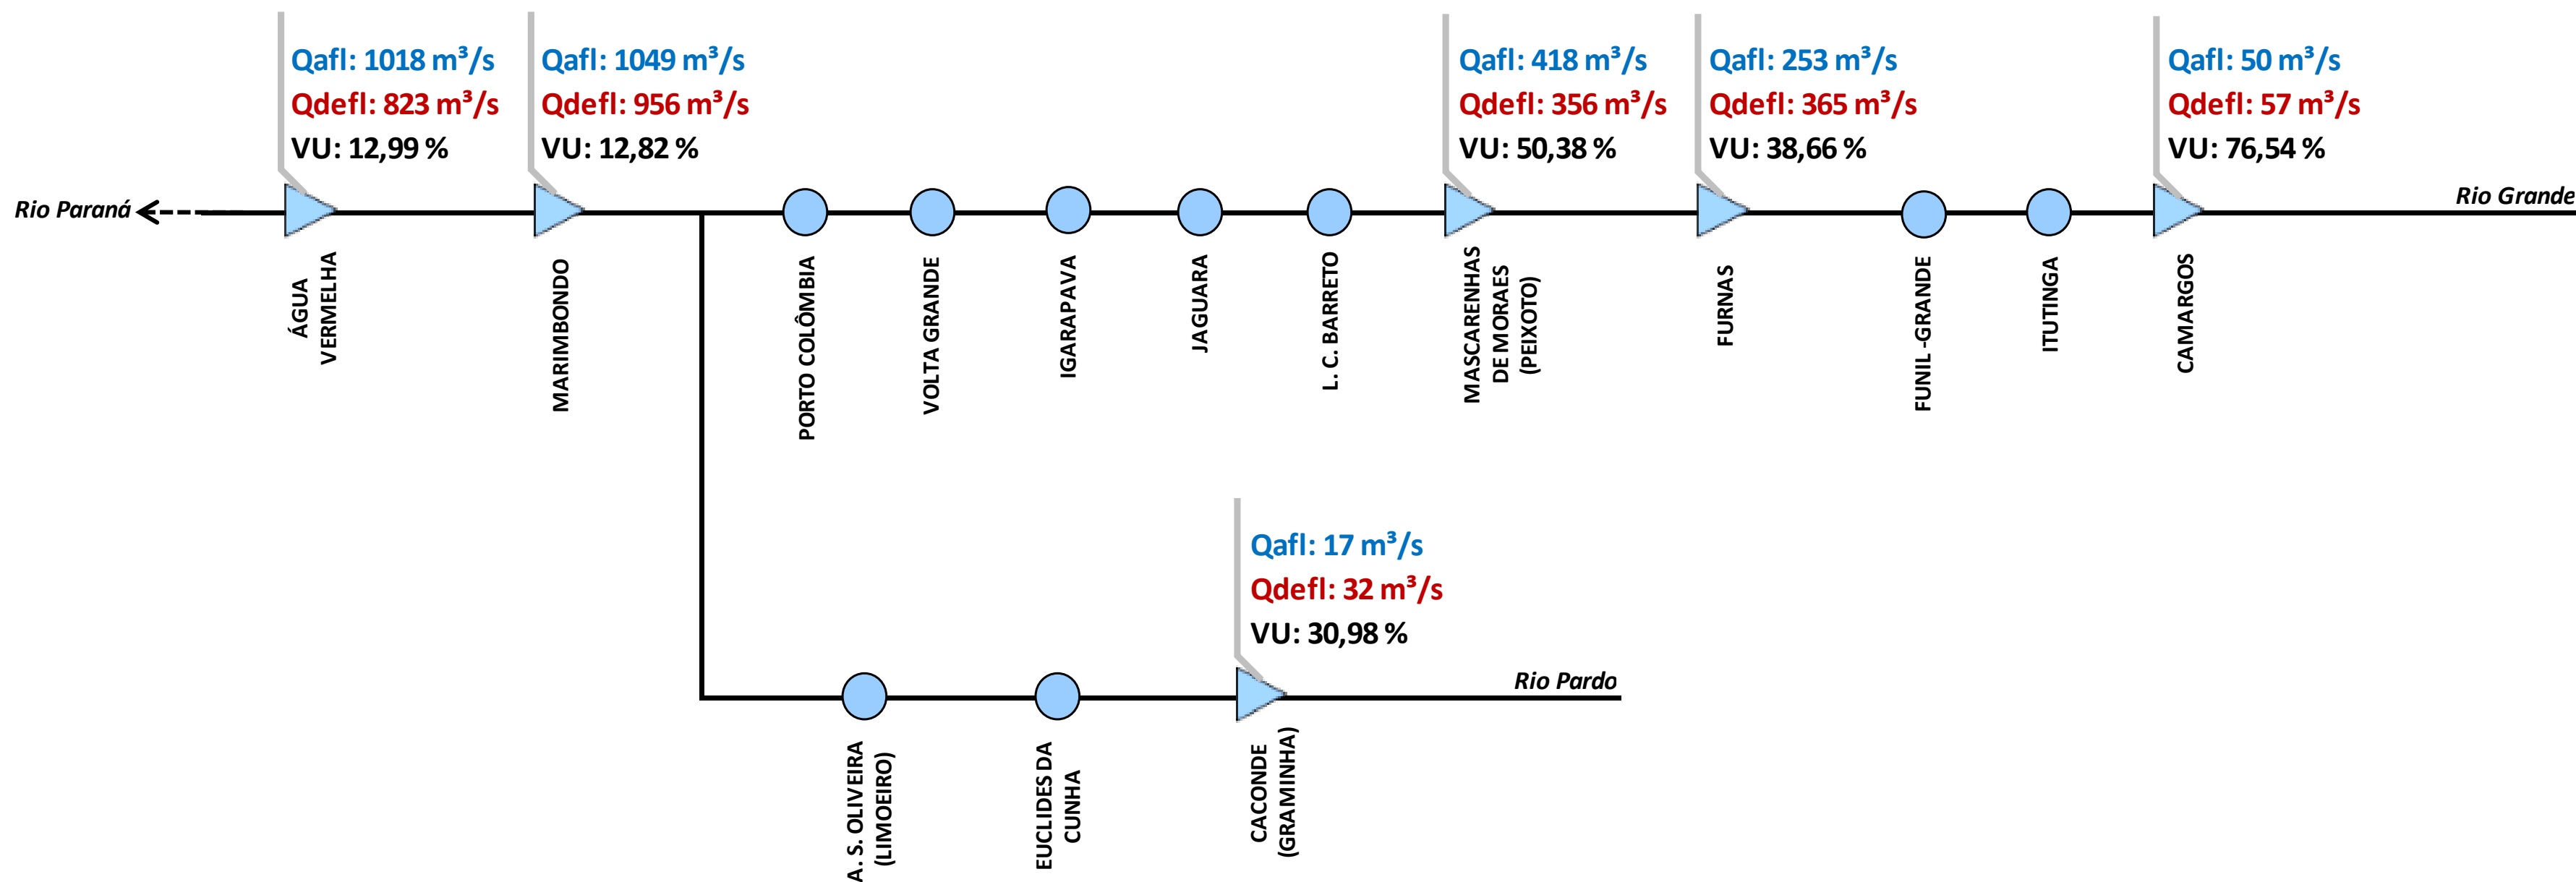 Qafl: 1018 m³/s
Qdefl: 823 m³/s
VU: 12,99 %
Qafl: 1049 m³/s
Qdefl: 956 m³/s
VU: 12,82 %
Qafl: 418 m³/s
Qdefl: 356 m³/s
VU: 50,38 %
Qafl: 253 m³/s
Qdefl: 365 m³/s
VU: 38,66 %
Qafl: 50 m³/s
Qdefl: 57 m³/s
VU: 76,54 %
Rio Paraná
Rio Grande
ÁGUA
VERMELHA
MARIMBONDO
PORTO COLÔMBIA
VOLTA GRANDE
IGARAPAVA
JAGUARA
L. C. BARRETO
MASCARENHAS
DE MORAES
(PEIXOTO)
FURNAS
FUNIL -GRANDE
ITUTINGA
CAMARGOS
Qafl: 17 m³/s
Qdefl: 32 m³/s
VU: 30,98 %
Rio Pardo
A. S. OLIVEIRA
(LIMOEIRO)
EUCLIDES DA
CUNHA
CACONDE
(GRAMINHA)